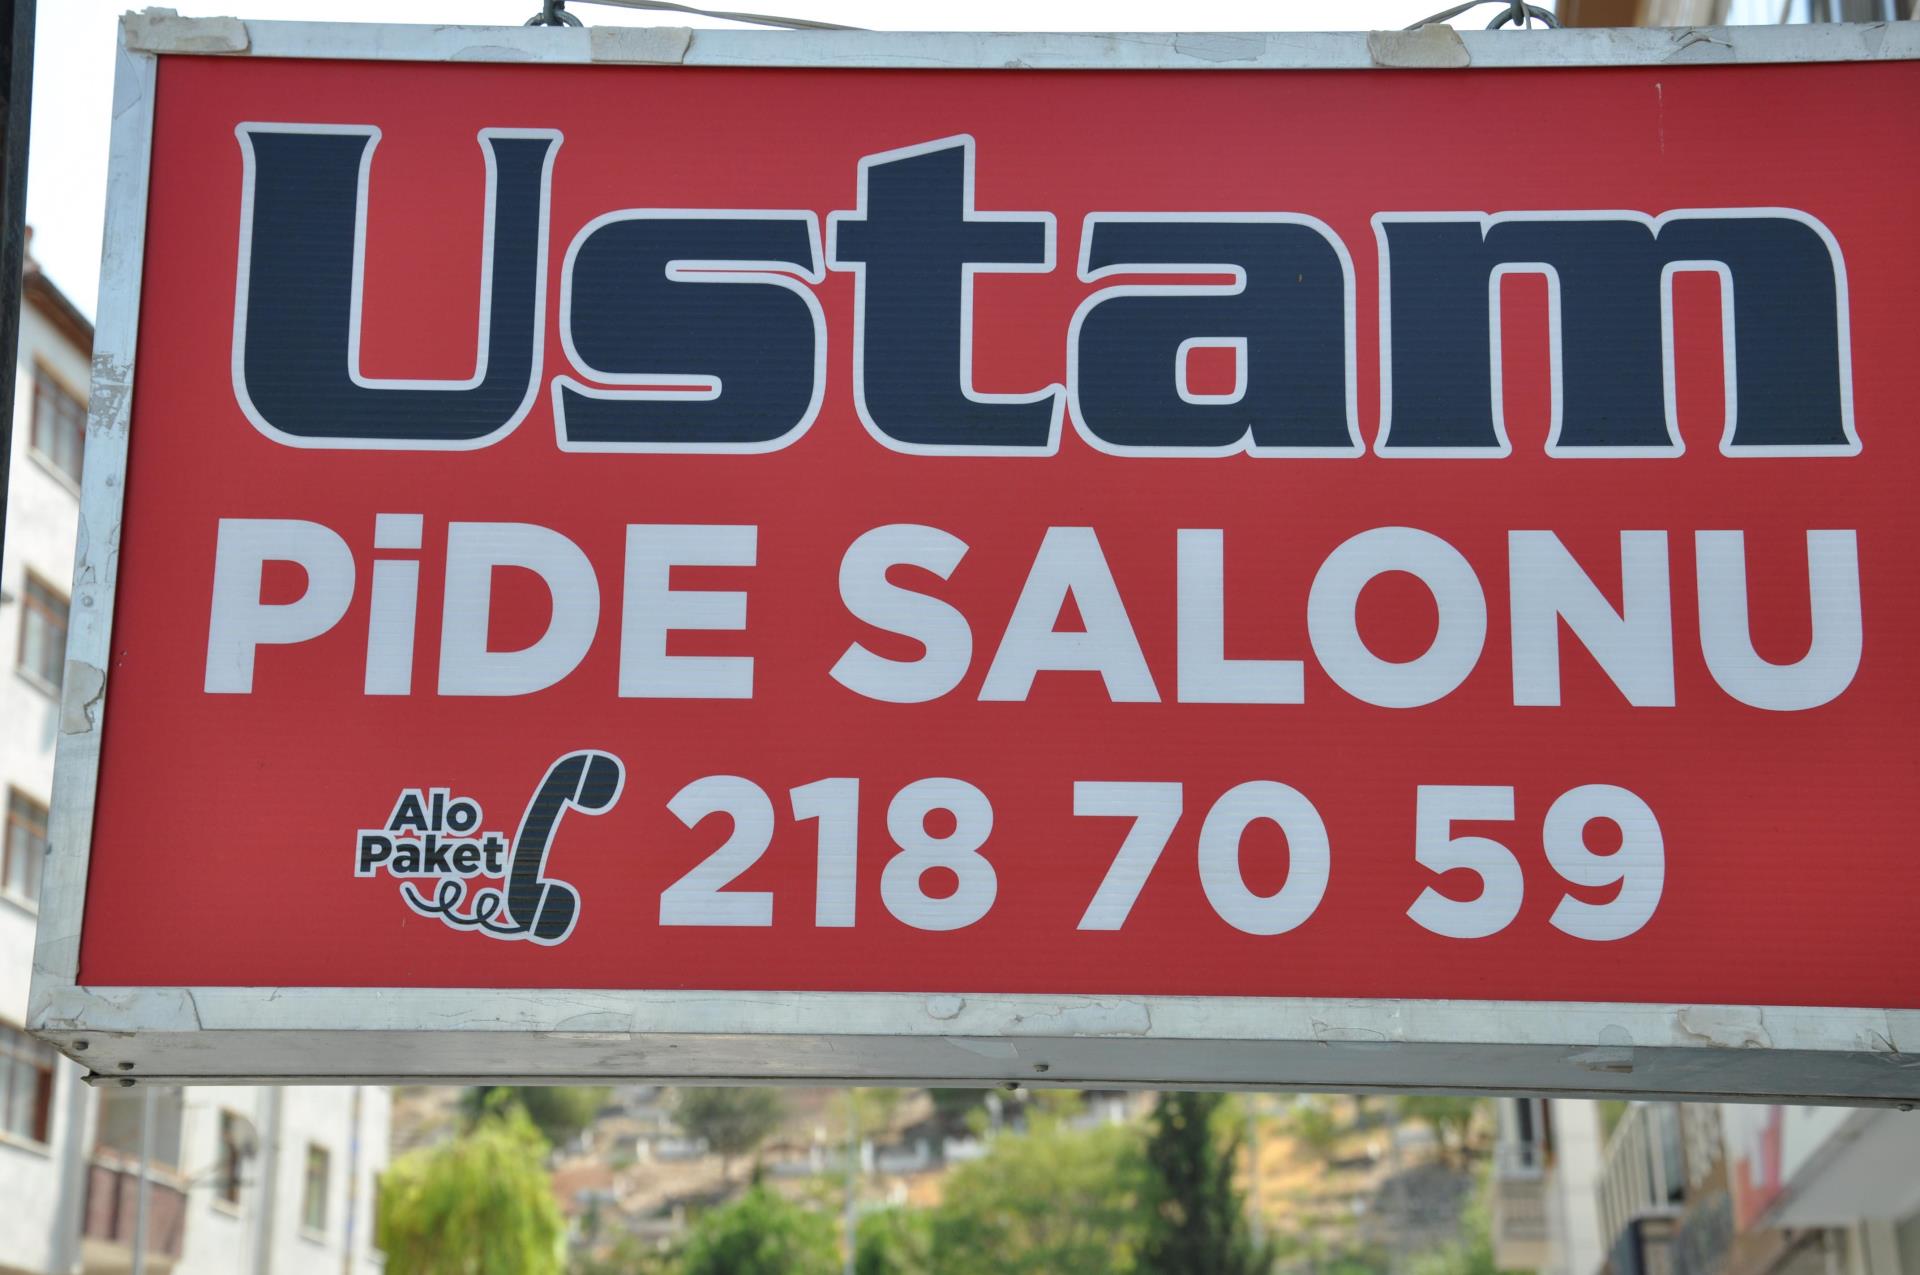 Ustam
PiDE SALONU
Alo
Paket
218 70 59